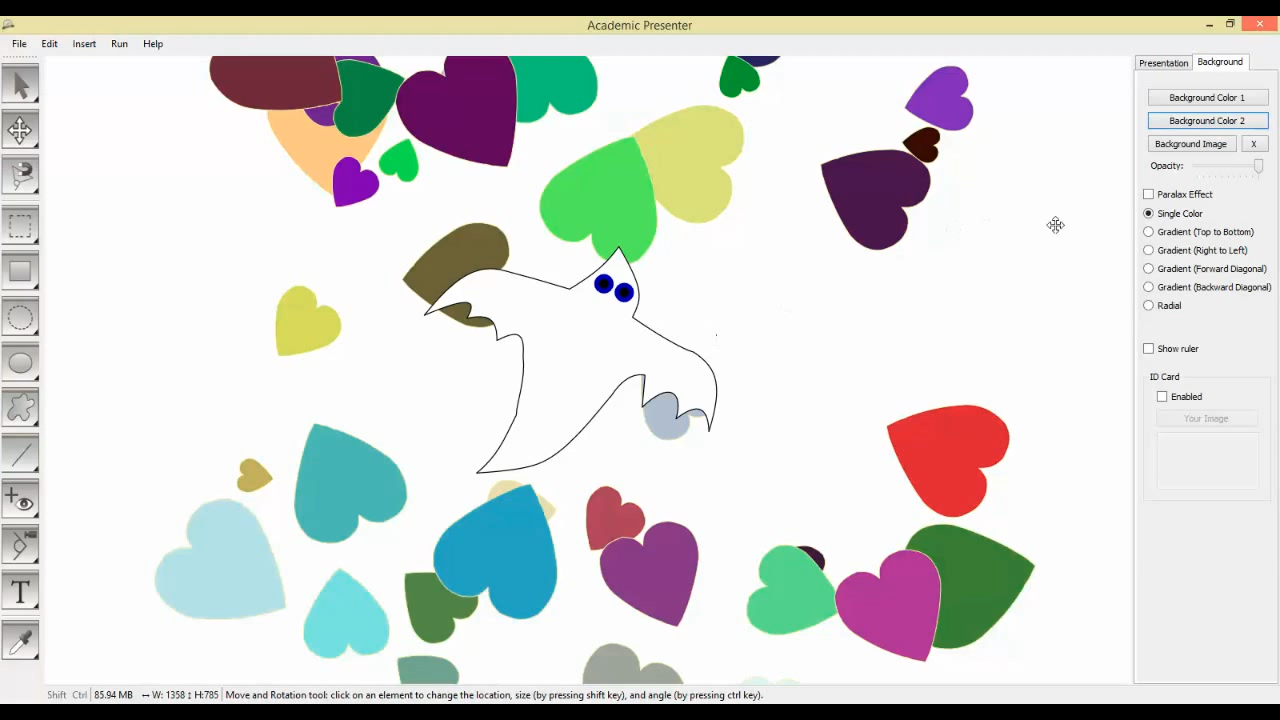 Academic Presenter
File Edit Insert Run Help
Presentation Background
Background Color 1
Background Color 2
Background Image X
Opacity:
Paralax Effect
Single Color
Gradient (Top to Bottom)
Gradient (Right to Left)
Gradient (Forward Diagonal)
Gradient (Backward Diagonal)
Radial
Show ruler
ID Card
Enabled
Your Image
T
Shift Ctrl 85.94 MB ↔ W: 1358 ↕ H:785 Move and Rotation tool: click on an element to change the location, size (by pressing shift key), and angle (by pressing ctrl key).